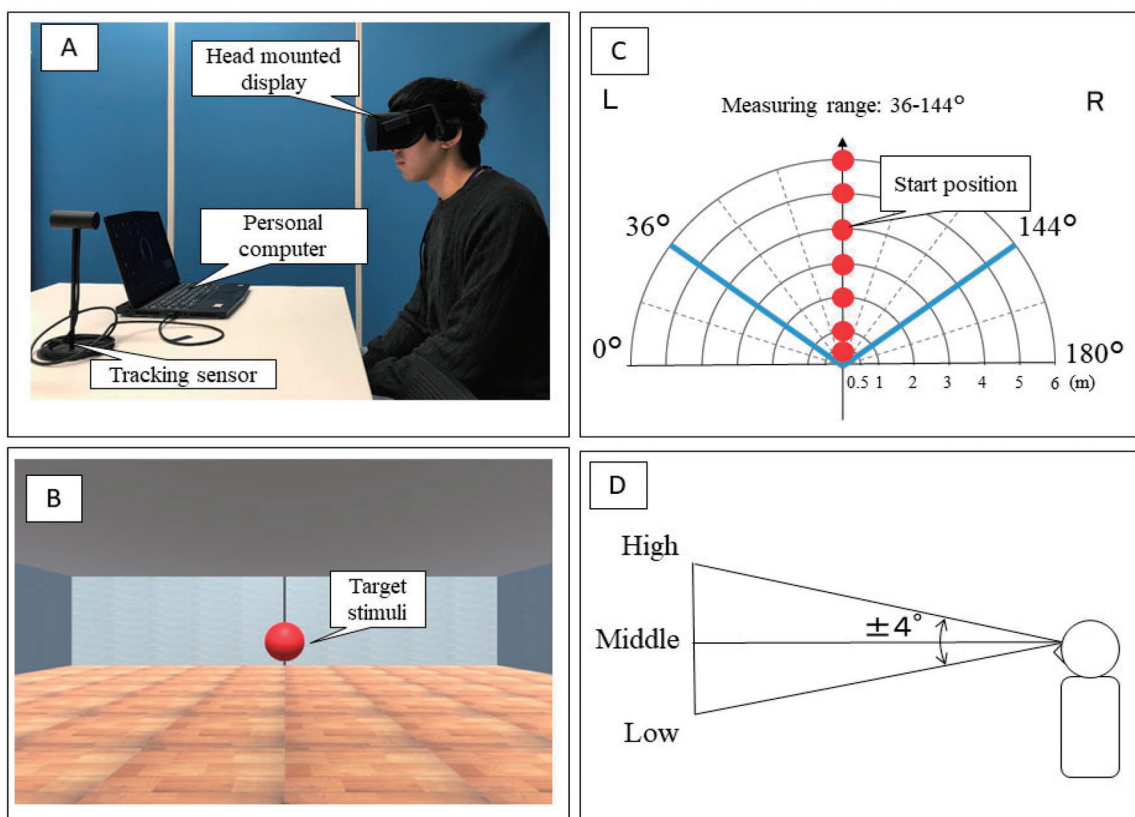 A
Head mounted
display
Personal
computer
Tracking sensor
B
Target
stimuli
C
L
R
Measuring range: 36-144°
Start position
36°
144°
0°
180°
0.5 1 2 3 4 5 6 (m)
D
High
Middle
Low
±4°